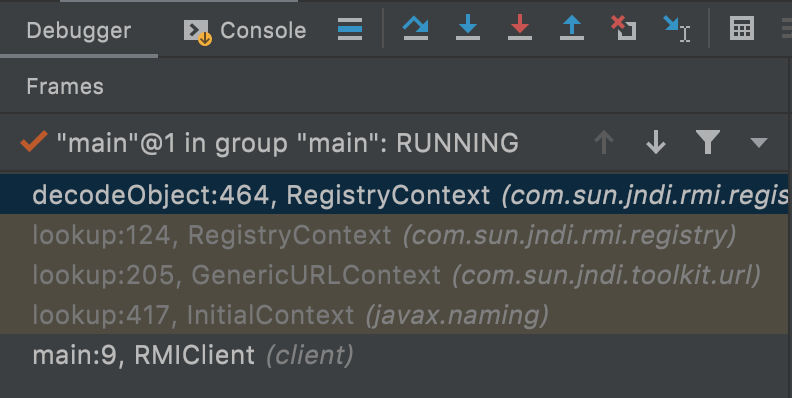 Debugger Console
Frames
"main"@1 in group "main": RUNNING
decodeObject:464, RegistryContext (com.sun.jndi.rmi.regis
lookup:124, RegistryContext (com.sun.jndi.rmi.registry)
lookup:205, GenericURLContext (com.sun.jndi.toolkit.url)
lookup:417, InitialContext (javax.naming)
main:9, RMIClient (client)